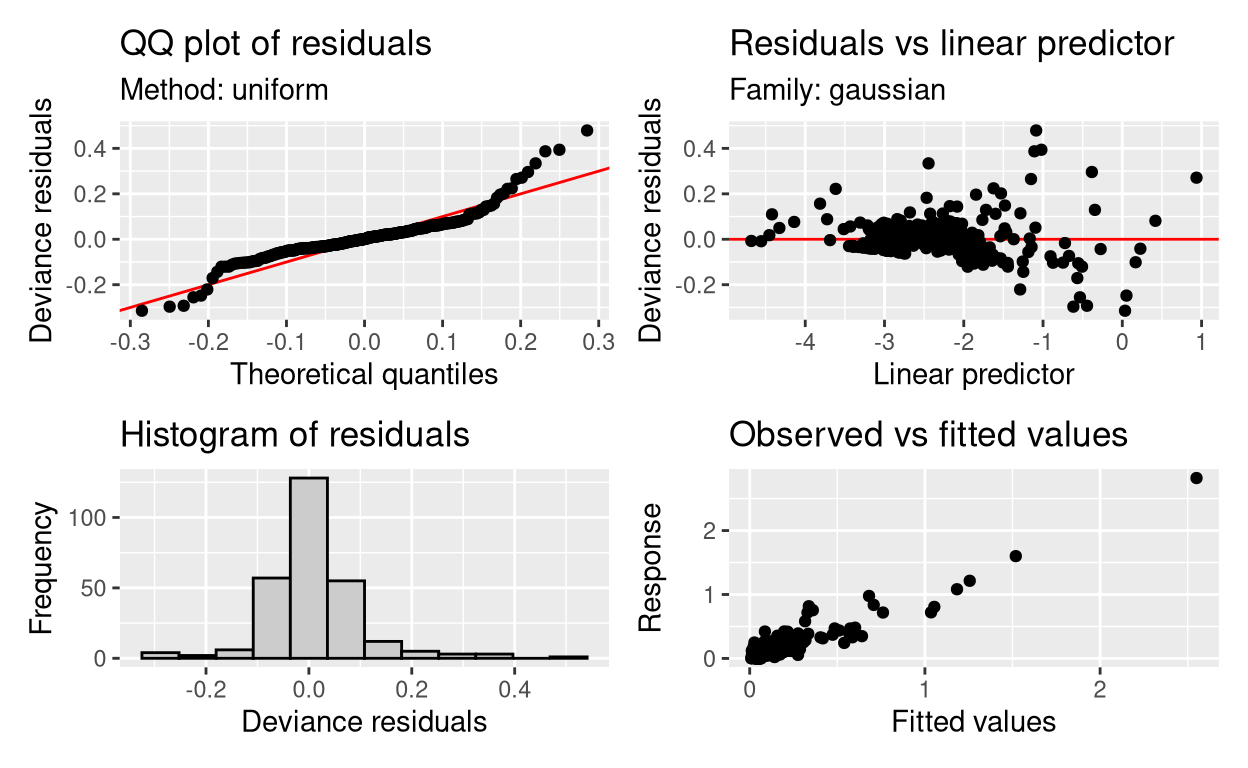 QQ plot of residuals
Method: uniform
Deviance residuals
0.4
0.2
0.0
-0.2
-0.3 -0.2 -0.1 0.0 0.1 0.2 0.3
Theoretical quantiles
Residuals vs linear predictor
Family: gaussian
Deviance residuals
0.4
0.2
0.0
-0.2
-4 -3 -2 -1 0 1
Linear predictor
Histogram of residuals
Frequency
100
50
0
-0.2 0.0 0.2 0.4
Deviance residuals
Observed vs fitted values
Response
2
1
0
0 1 2
Fitted values